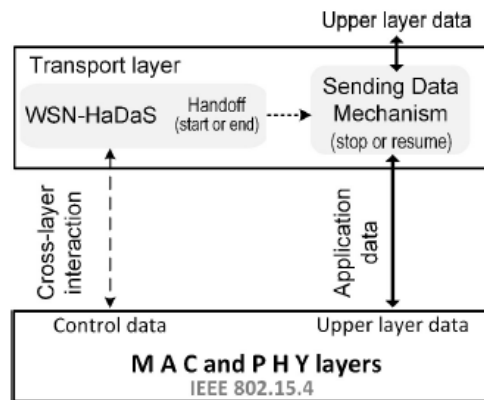 Upper layer data
Transport layer
WSN-HaDaS
Handoff
(start or end)
Sending Data
Mechanism
(stop or resume)
Cross-layer
interaction
Application
data
Control data
Upper layer data
M A C and P H Y layers
IEEE 802.15.4